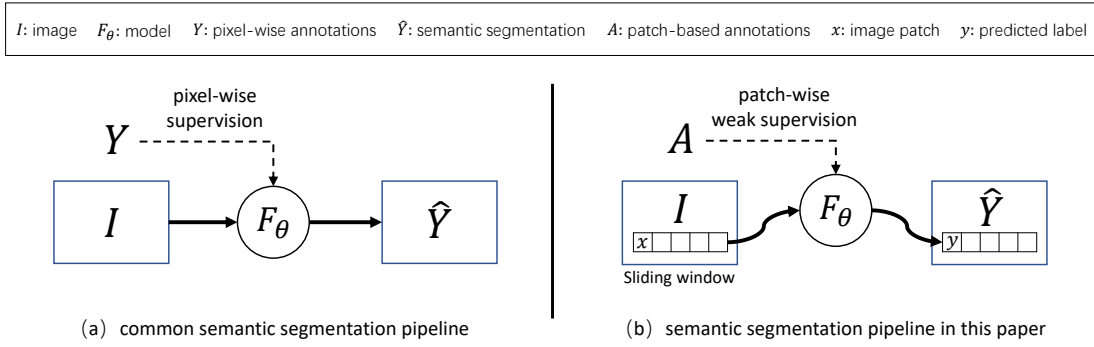 I: image F_θ: model Y: pixel-wise annotations Ŷ: semantic segmentation A: patch-based annotations x: image patch y: predicted label
pixel-wise
supervision
Y
I F_θ Ŷ
(a) common semantic segmentation pipeline
patch-wise
weak supervision
A
I F_θ Ŷ
x y
Sliding window
(b) semantic segmentation pipeline in this paper